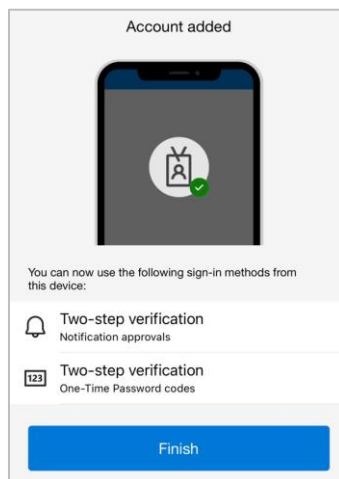 Account added
You can now use the following sign-in methods from
this device:
Two-step verification
Notification approvals
123
Two-step verification
One-Time Password codes
Finish